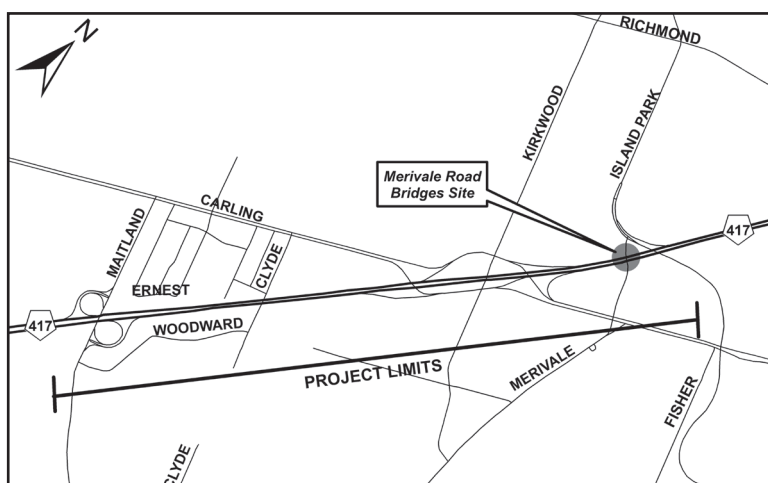 N
RICHMOND
KIRKWOOD
ISLAND PARK
Merivale Road
Bridges Site
CARLING
MAITLAND
CLYDE
417
ERNEST
417
WOODWARD
PROJECT LIMITS
MERIVALE
FISHER
CLYDE